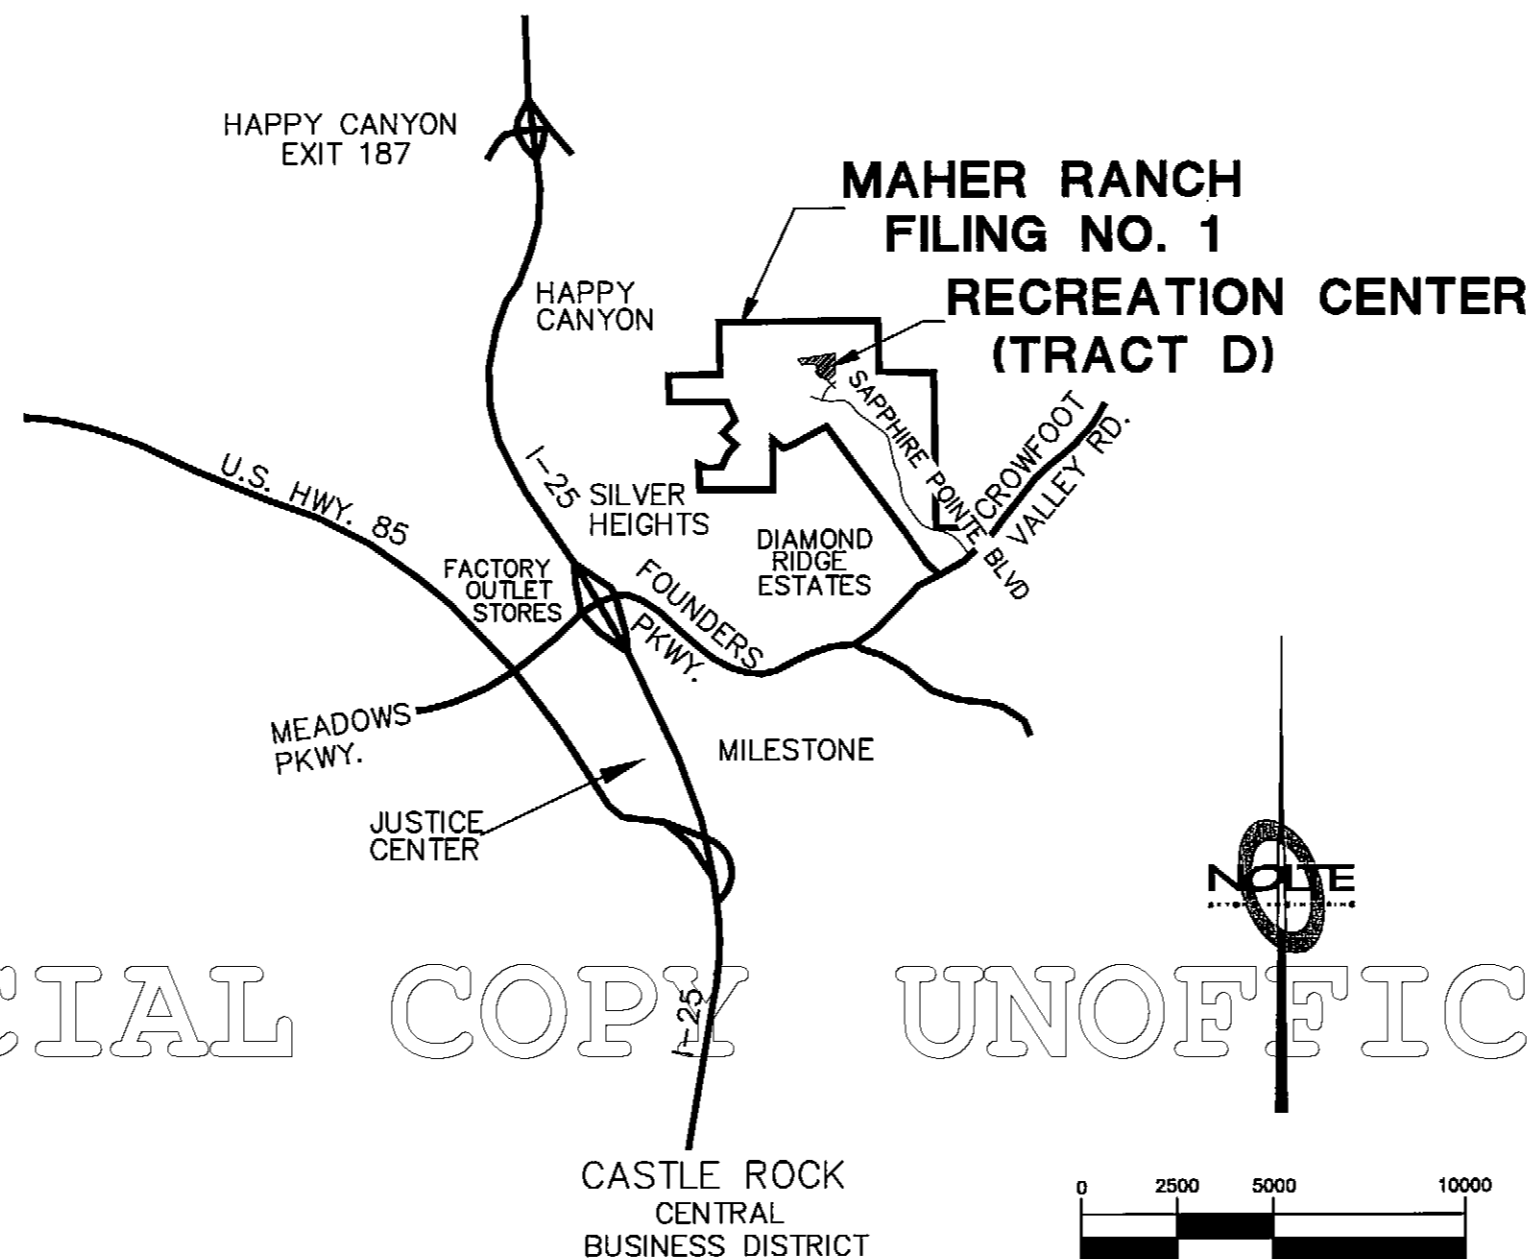 HAPPY CANYON
EXIT 187
MAHER RANCH
FILING NO. 1
RECREATION CENTER
(TRACT D)
HAPPY
CANYON
SAPPHIRE POINTE BLVD
CROWFOOT
VALLEY RD.
U.S. HWY. 85
I-25
SILVER
HEIGHTS
DIAMOND
RIDGE
ESTATES
FACTORY
OUTLET
STORES
FOUNDERS
PKWY.
MEADOWS
PKWY.
MILESTONE
JUSTICE
CENTER
NOLTE
CIAL COPY UNOFFIC
I-25
CASTLE ROCK
CENTRAL
BUSINESS DISTRICT
0 2500 5000 10000